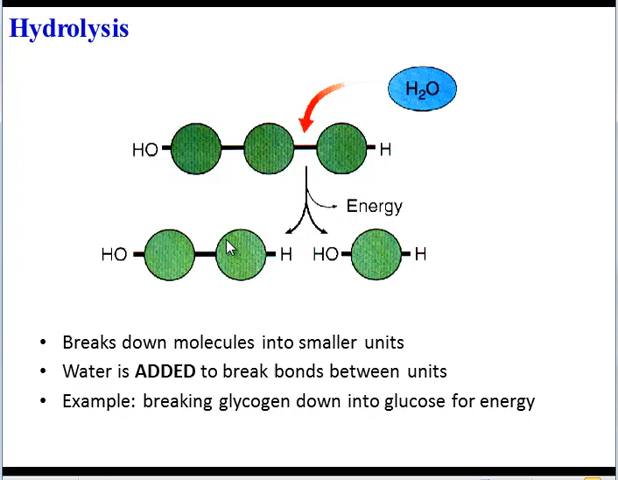 Hydrolysis
H₂O
HO H
Energy
HO H HO H
• Breaks down molecules into smaller units
• Water is ADDED to break bonds between units
• Example: breaking glycogen down into glucose for energy